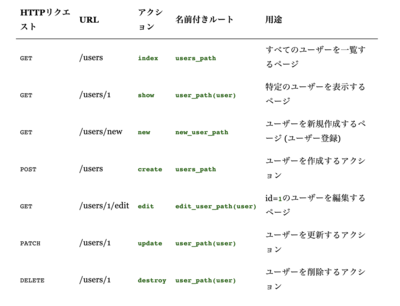 HTTPリクエスト URL アクション 名前付きルート 用途
GET /users index users_path すべてのユーザーを一覧するページ
GET /users/1 show user_path(user) 特定のユーザーを表示するページ
GET /users/new new new_user_path ユーザーを新規作成するページ (ユーザー登録)
POST /users create users_path ユーザーを作成するアクション
GET /users/1/edit edit edit_user_path(user) id=1のユーザーを編集するページ
PATCH /users/1 update user_path(user) ユーザーを更新するアクション
DELETE /users/1 destroy user_path(user) ユーザーを削除するアクション